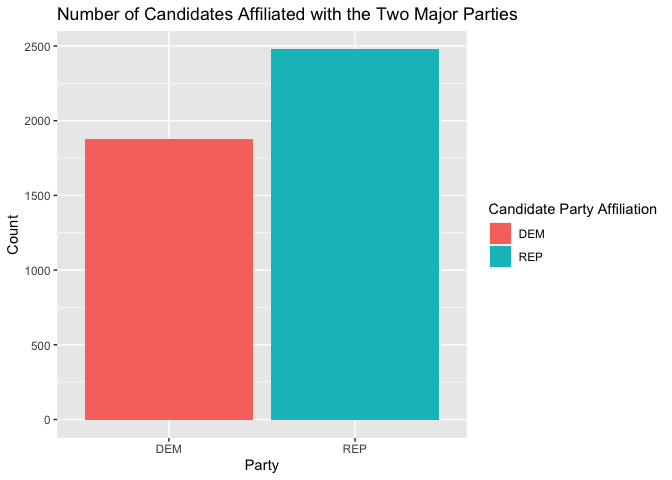 Number of Candidates Affiliated with the Two Major Parties
2500
2000
1500
1000
500
0
Count
DEM
REP
Party
Candidate Party Affiliation
DEM
REP